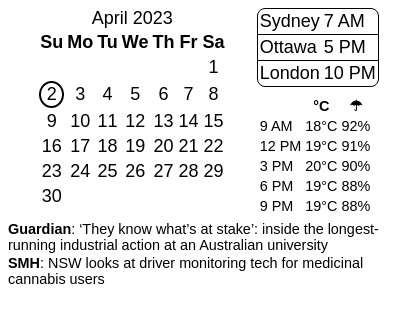 April 2023
Su Mo Tu We Th Fr Sa
1
2 3 4 5 6 7 8
9 10 11 12 13 14 15
16 17 18 19 20 21 22
23 24 25 26 27 28 29
30
Sydney 7 AM
Ottawa 5 PM
London 10 PM
°C ☂
9 AM 18°C 92%
12 PM 19°C 91%
3 PM 20°C 90%
6 PM 19°C 88%
9 PM 19°C 88%
Guardian: ‘They know what’s at stake’: inside the longest-
running industrial action at an Australian university
SMH: NSW looks at driver monitoring tech for medicinal
cannabis users